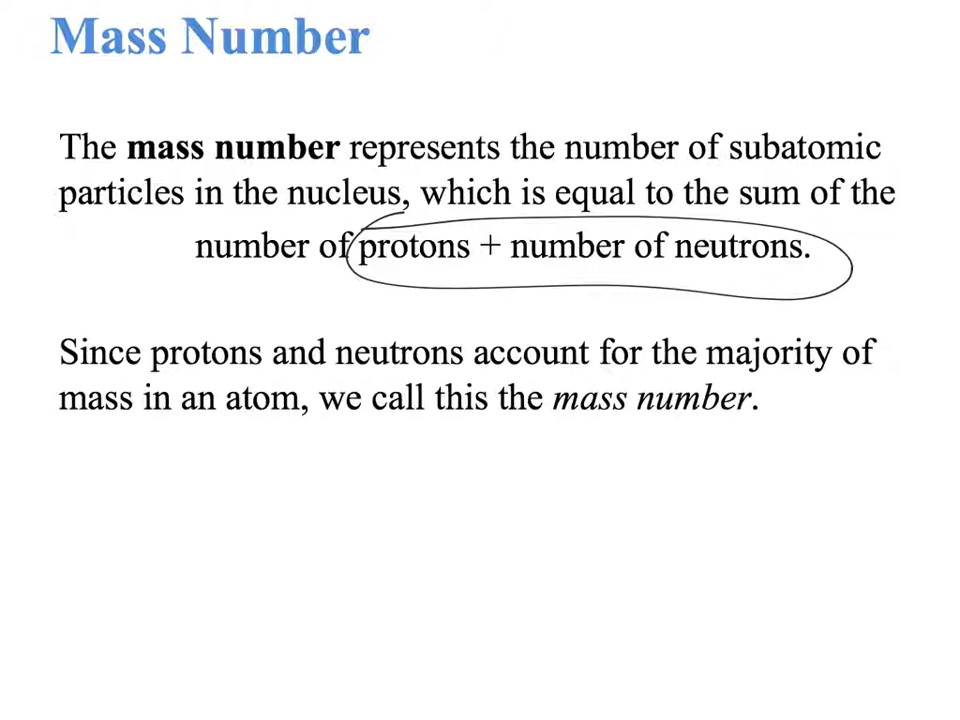 Mass Number
The mass number represents the number of subatomic
particles in the nucleus, which is equal to the sum of the
number of protons + number of neutrons.
Since protons and neutrons account for the majority of
mass in an atom, we call this the mass number.